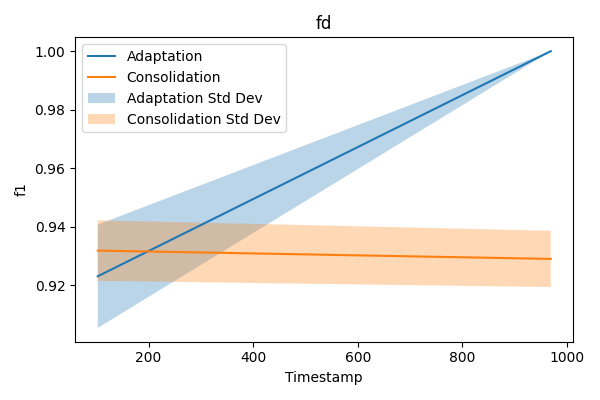 fd
Adaptation
Consolidation
Adaptation Std Dev
Consolidation Std Dev
f1
1.00
0.98
0.96
0.94
0.92
200 400 600 800 1000
Timestamp